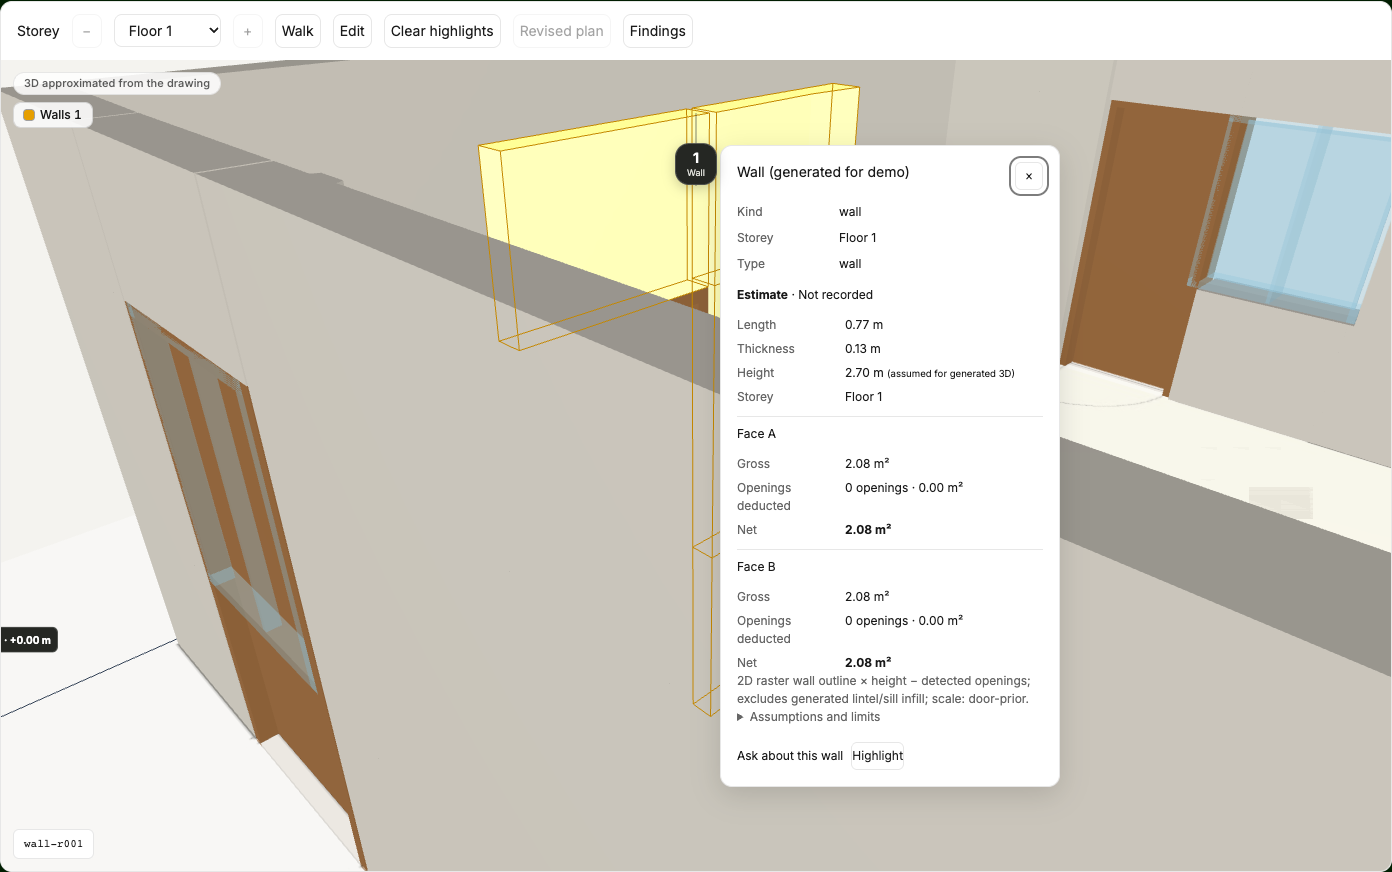 Storey − Floor 1 + Walk Edit Clear highlights Revised plan Findings
3D approximated from the drawing
Walls 1
1
Wall
Wall (generated for demo) ×
Kind wall
Storey Floor 1
Type wall
Estimate · Not recorded
Length 0.77 m
Thickness 0.13 m
Height 2.70 m (assumed for generated 3D)
Storey Floor 1
Face A
Gross 2.08 m²
Openings deducted 0 openings · 0.00 m²
Net 2.08 m²
Face B
Gross 2.08 m²
Openings deducted 0 openings · 0.00 m²
Net 2.08 m²
2D raster wall outline × height − detected openings;
excludes generated lintel/sill infill; scale: door-prior.
▶ Assumptions and limits
Ask about this wall Highlight
· +0.00 m
wall-r001